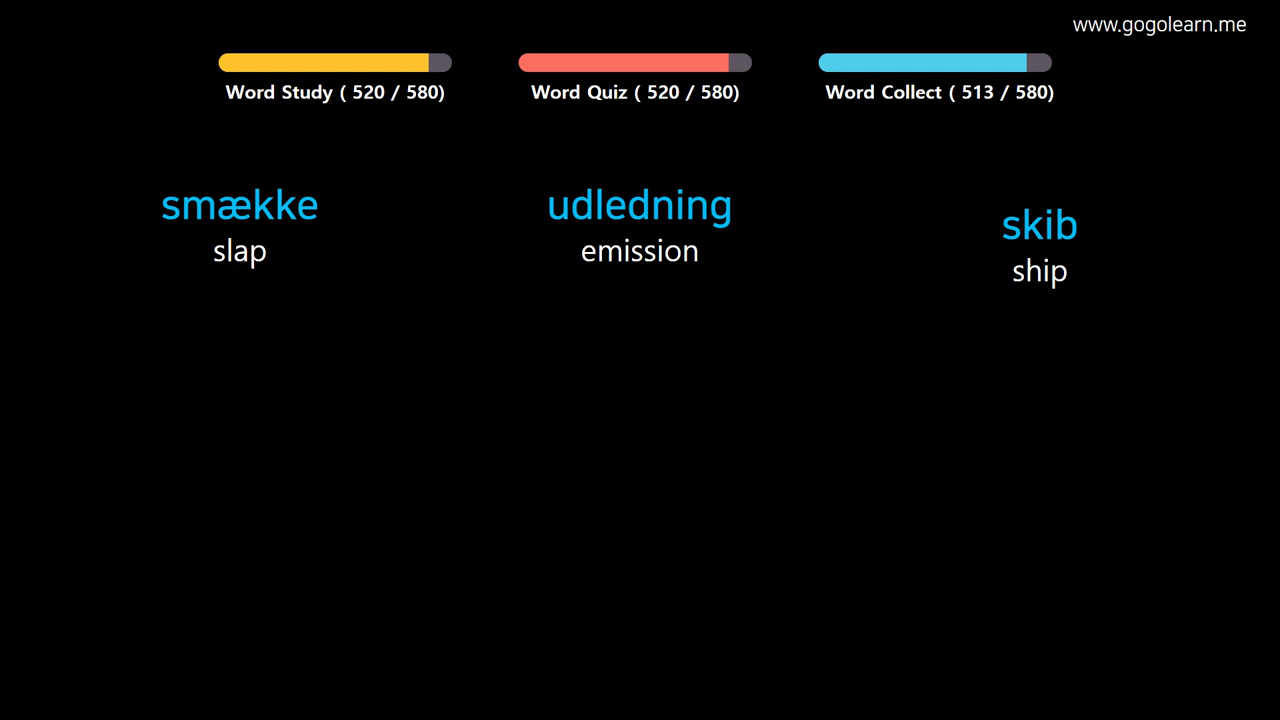 www.gogolearn.me
Word Study ( 520 / 580)
Word Quiz ( 520 / 580)
Word Collect ( 513 / 580)
smække
slap
udledning
emission
skib
ship